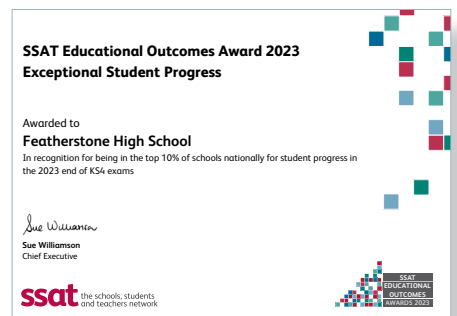 SSAT Educational Outcomes Award 2023
Exceptional Student Progress
Awarded to
Featherstone High School
In recognition for being in the top 10% of schools nationally for student progress in
the 2023 end of KS4 exams
Sue Williamson
Sue Williamson
Chief Executive
ssat the schools, students
and teachers network
SSAT
EDUCATIONAL
OUTCOMES
AWARDS 2023